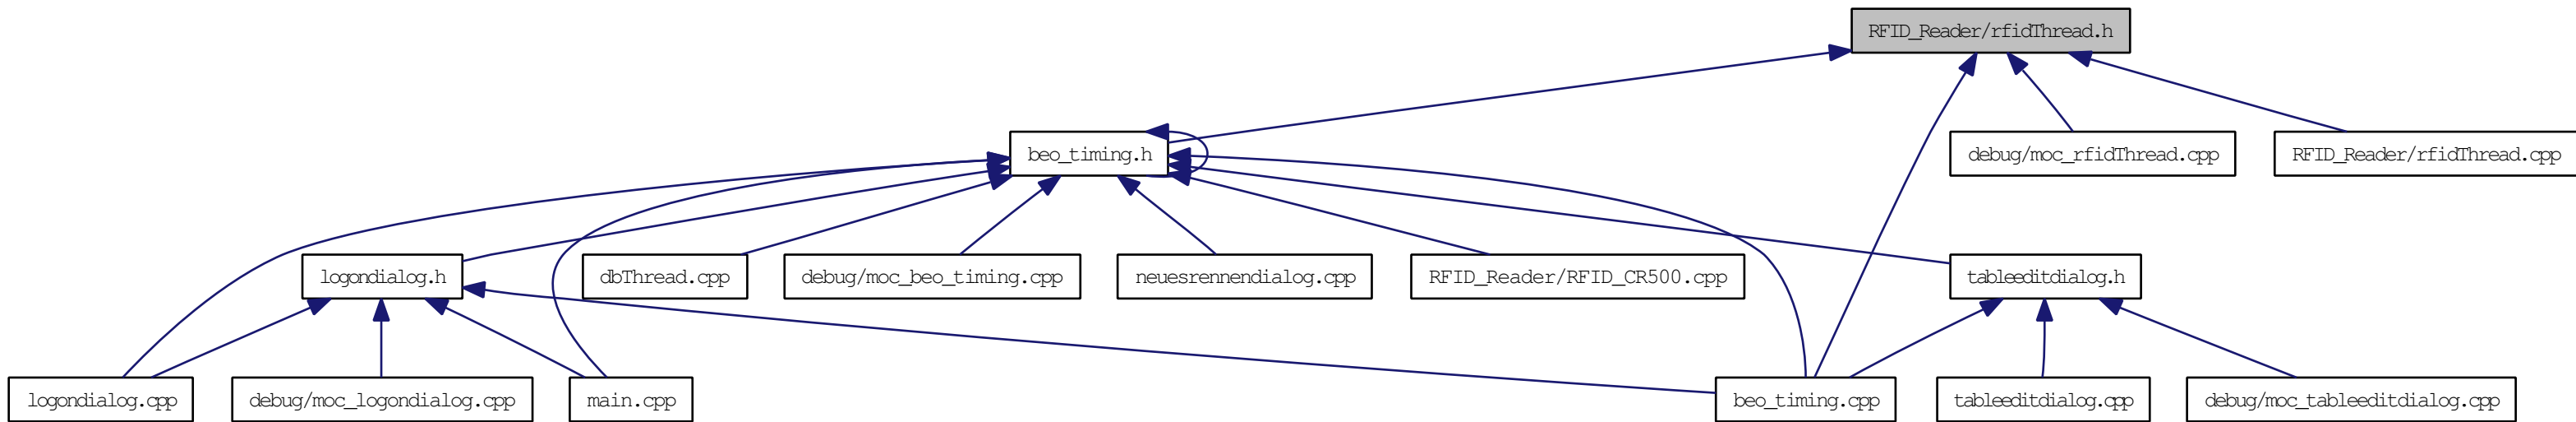 RFID_Reader/rfidThread.h
beo_timing.h
debug/moc_rfidThread.cpp
RFID_Reader/rfidThread.cpp
logondialog.h
dbThread.cpp
debug/moc_beo_timing.cpp
neuesrennendialog.cpp
RFID_Reader/RFID_CR500.cpp
tableeditdialog.h
logondialog.cpp
debug/moc_logondialog.cpp
main.cpp
beo_timing.cpp
tableeditdialog.cpp
debug/moc_tableeditdialog.cpp